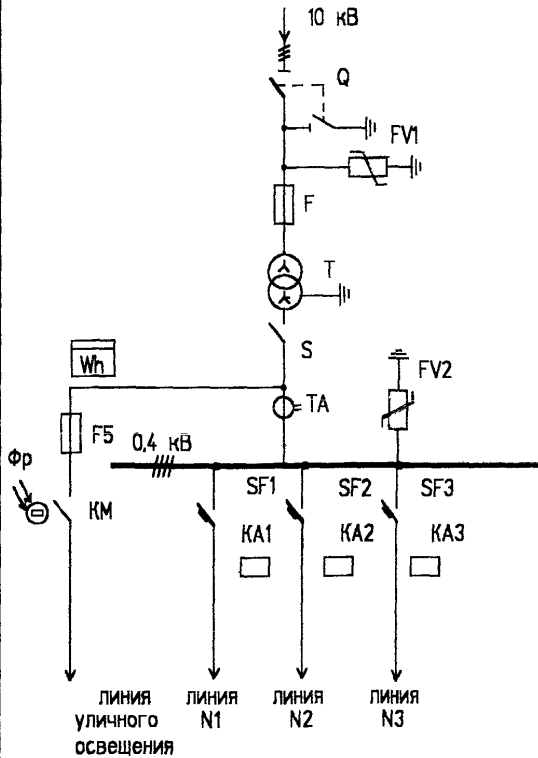 10 кВ
Q
FV1
F
T
S
Wh
FV2
TA
F5
0,4 кВ
Фр
КМ
SF1
SF2
SF3
КА1
КА2
КА3
линия уличного освещения
линия N1
линия N2
линия N3